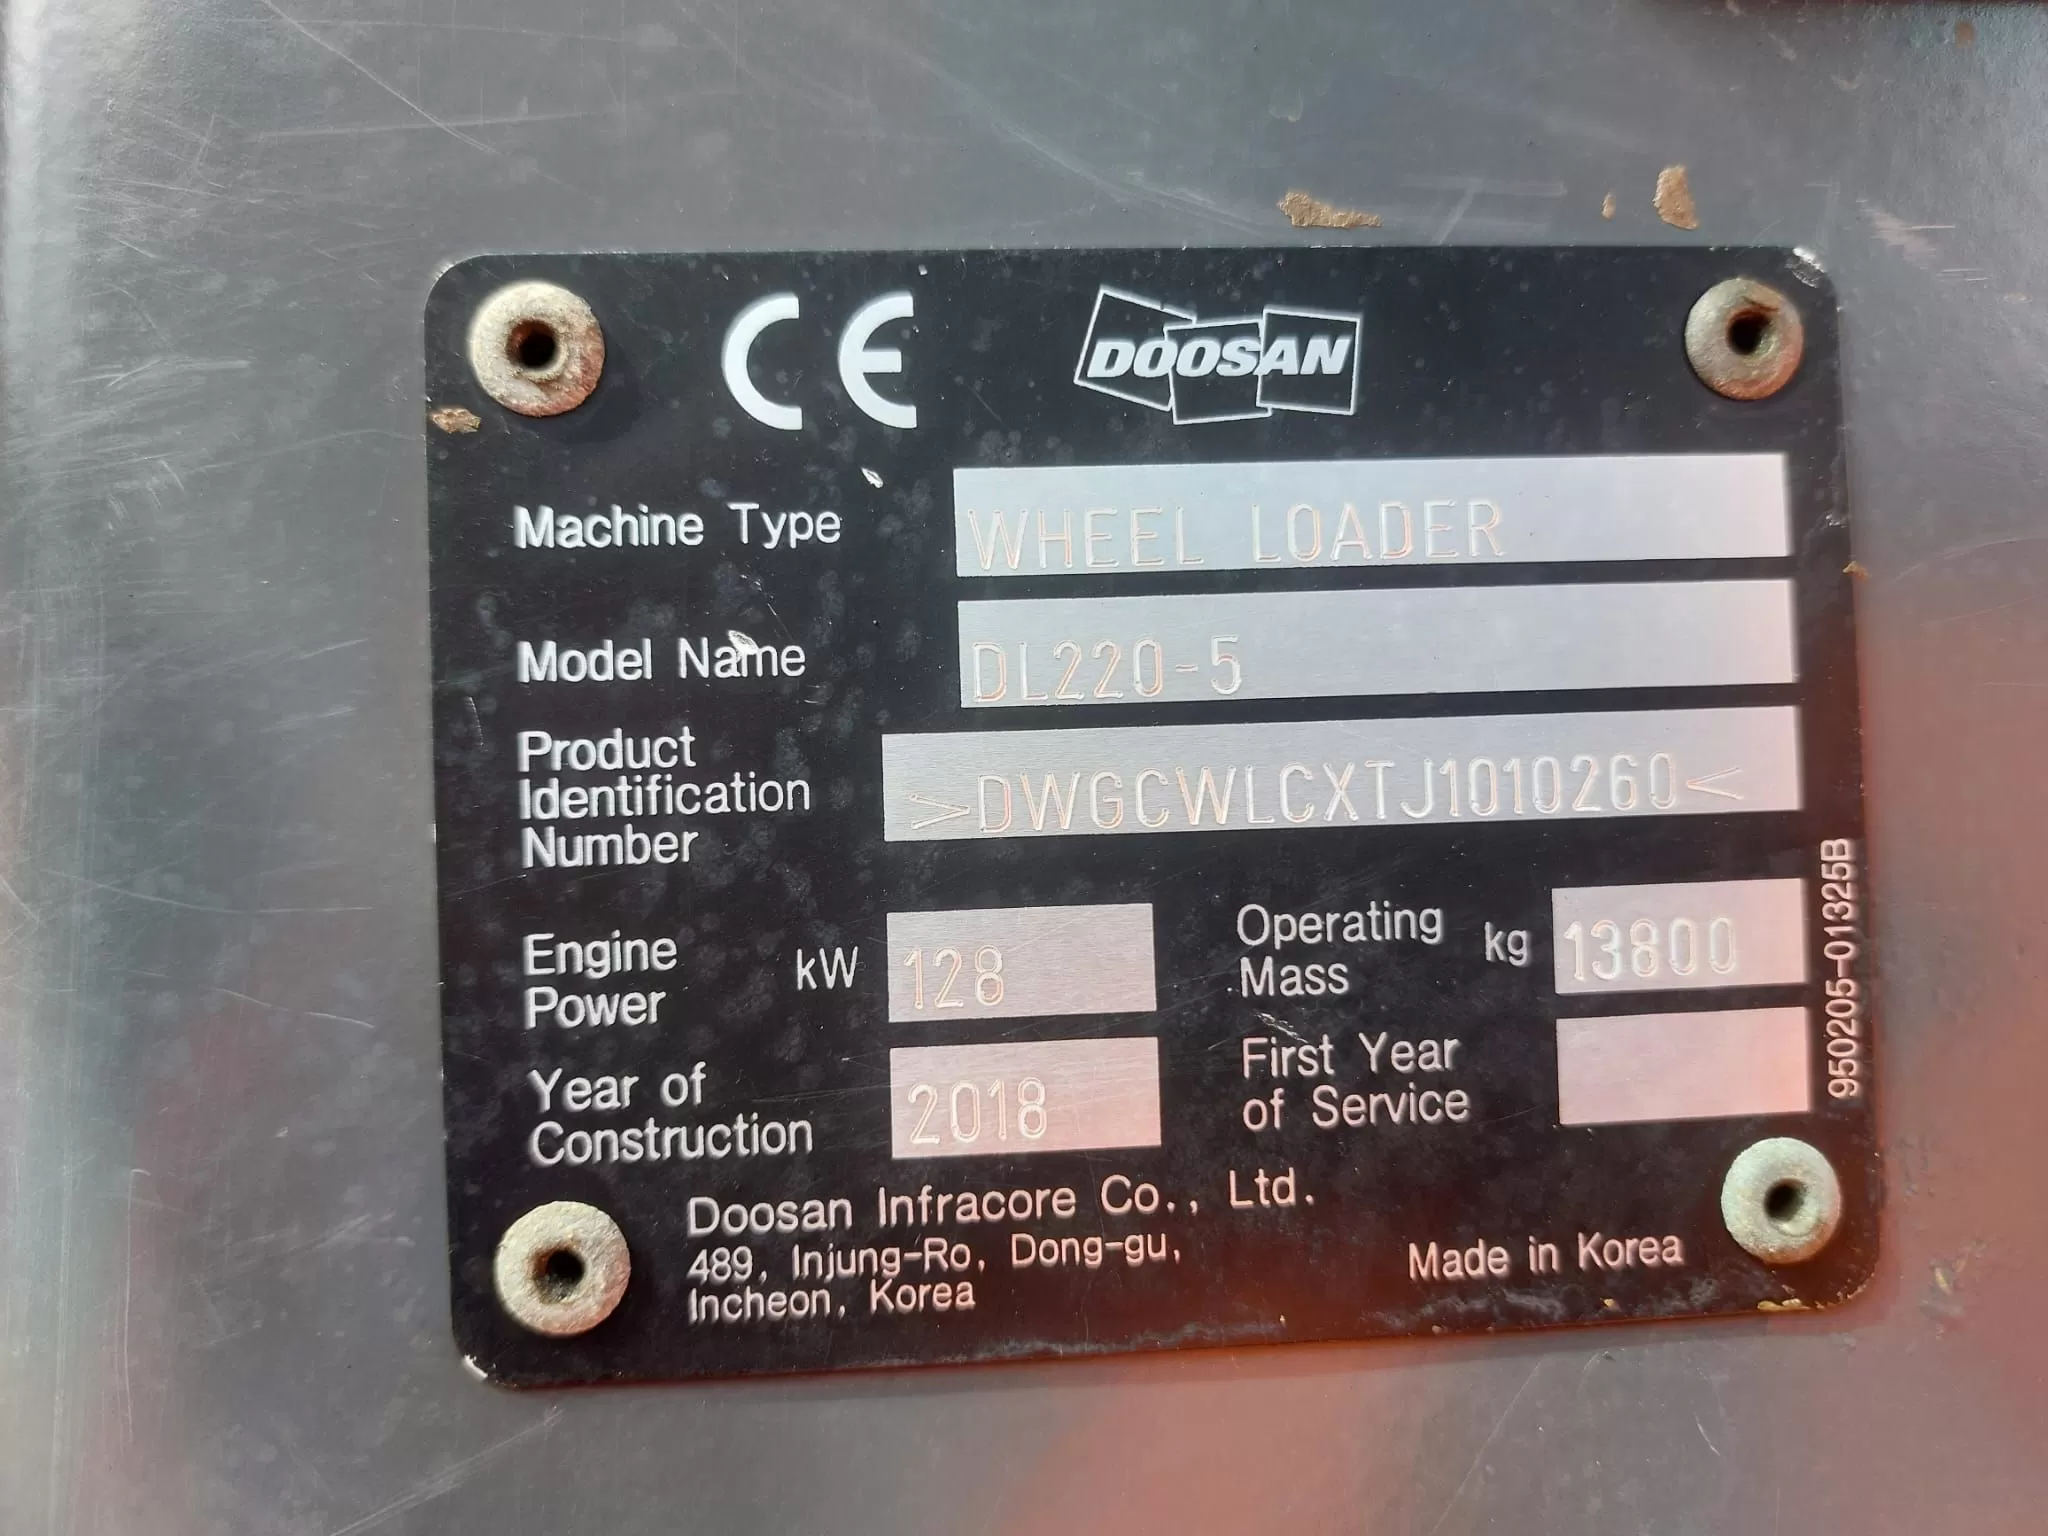 CE DOOSAN
Machine Type WHEEL LOADER
Model Name DL220-5
Product
Identification
Number
>DWGCWLCXTJ1010260<
Engine
Power
kW 128
Operating
Mass
kg 13800
Year of
Construction
2018
First Year
of Service
Doosan Infracore Co., Ltd.
489, Injung-Ro, Dong-gu,
Incheon, Korea
Made in Korea
950205-01325B